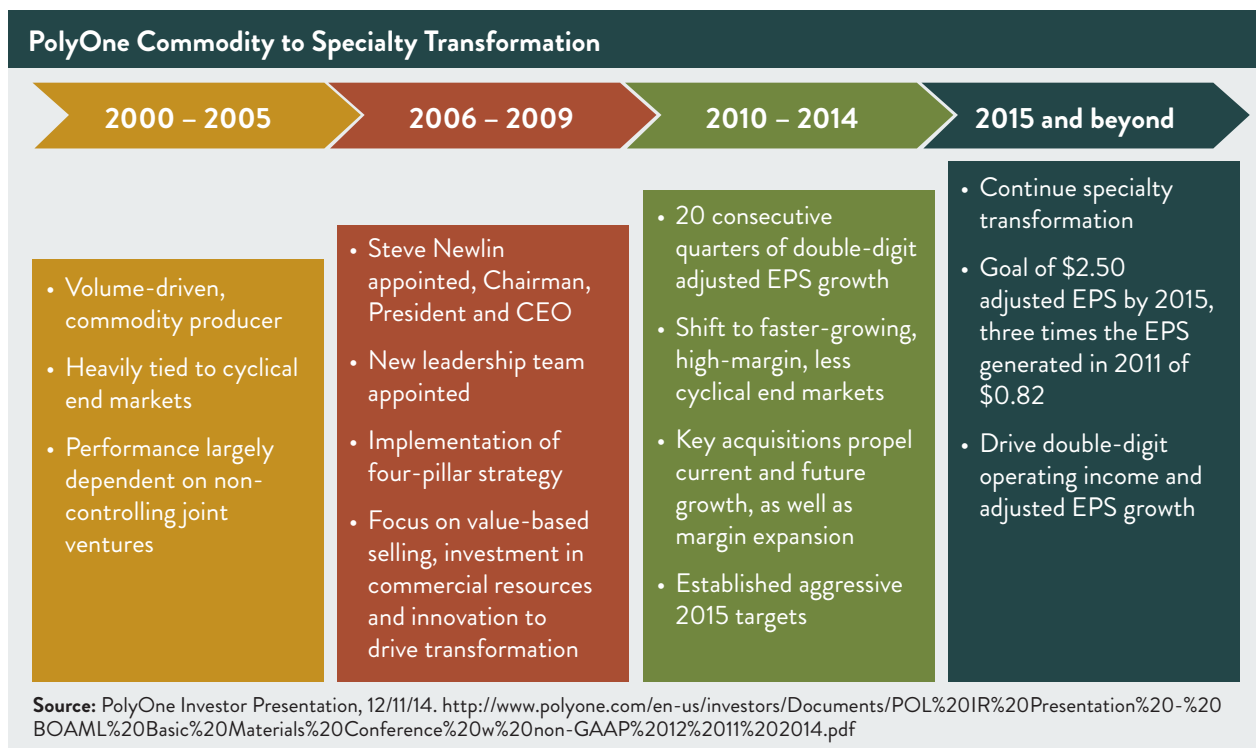 PolyOne Commodity to Specialty Transformation
2000 – 2005
2006 – 2009
2010 – 2014
2015 and beyond
• Volume-driven,
commodity producer
• Heavily tied to cyclical
end markets
• Performance largely
dependent on non-
controlling joint
ventures
• Steve Newlin
appointed, Chairman,
President and CEO
• New leadership team
appointed
• Implementation of
four-pillar strategy
• Focus on value-based
selling, investment in
commercial resources
and innovation to
drive transformation
• 20 consecutive
quarters of double-digit
adjusted EPS growth
• Shift to faster-growing,
high-margin, less
cyclical end markets
• Key acquisitions propel
current and future
growth, as well as
margin expansion
• Established aggressive
2015 targets
• Continue specialty
transformation
• Goal of $2.50
adjusted EPS by 2015,
three times the EPS
generated in 2011 of
$0.82
• Drive double-digit
operating income and
adjusted EPS growth
Source: PolyOne Investor Presentation, 12/11/14. http://www.polyone.com/en-us/investors/Documents/POL%20IR%20Presentation%20-%20
BOAML%20Basic%20Materials%20Conference%20w%20non-GAAP%2012%2011%202014.pdf